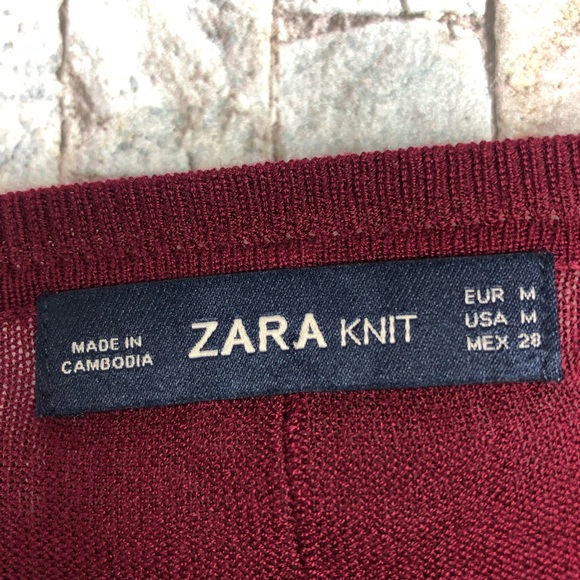 MADE IN
CAMBODIA
ZARA KNIT
EUR M
USA M
MEX 28